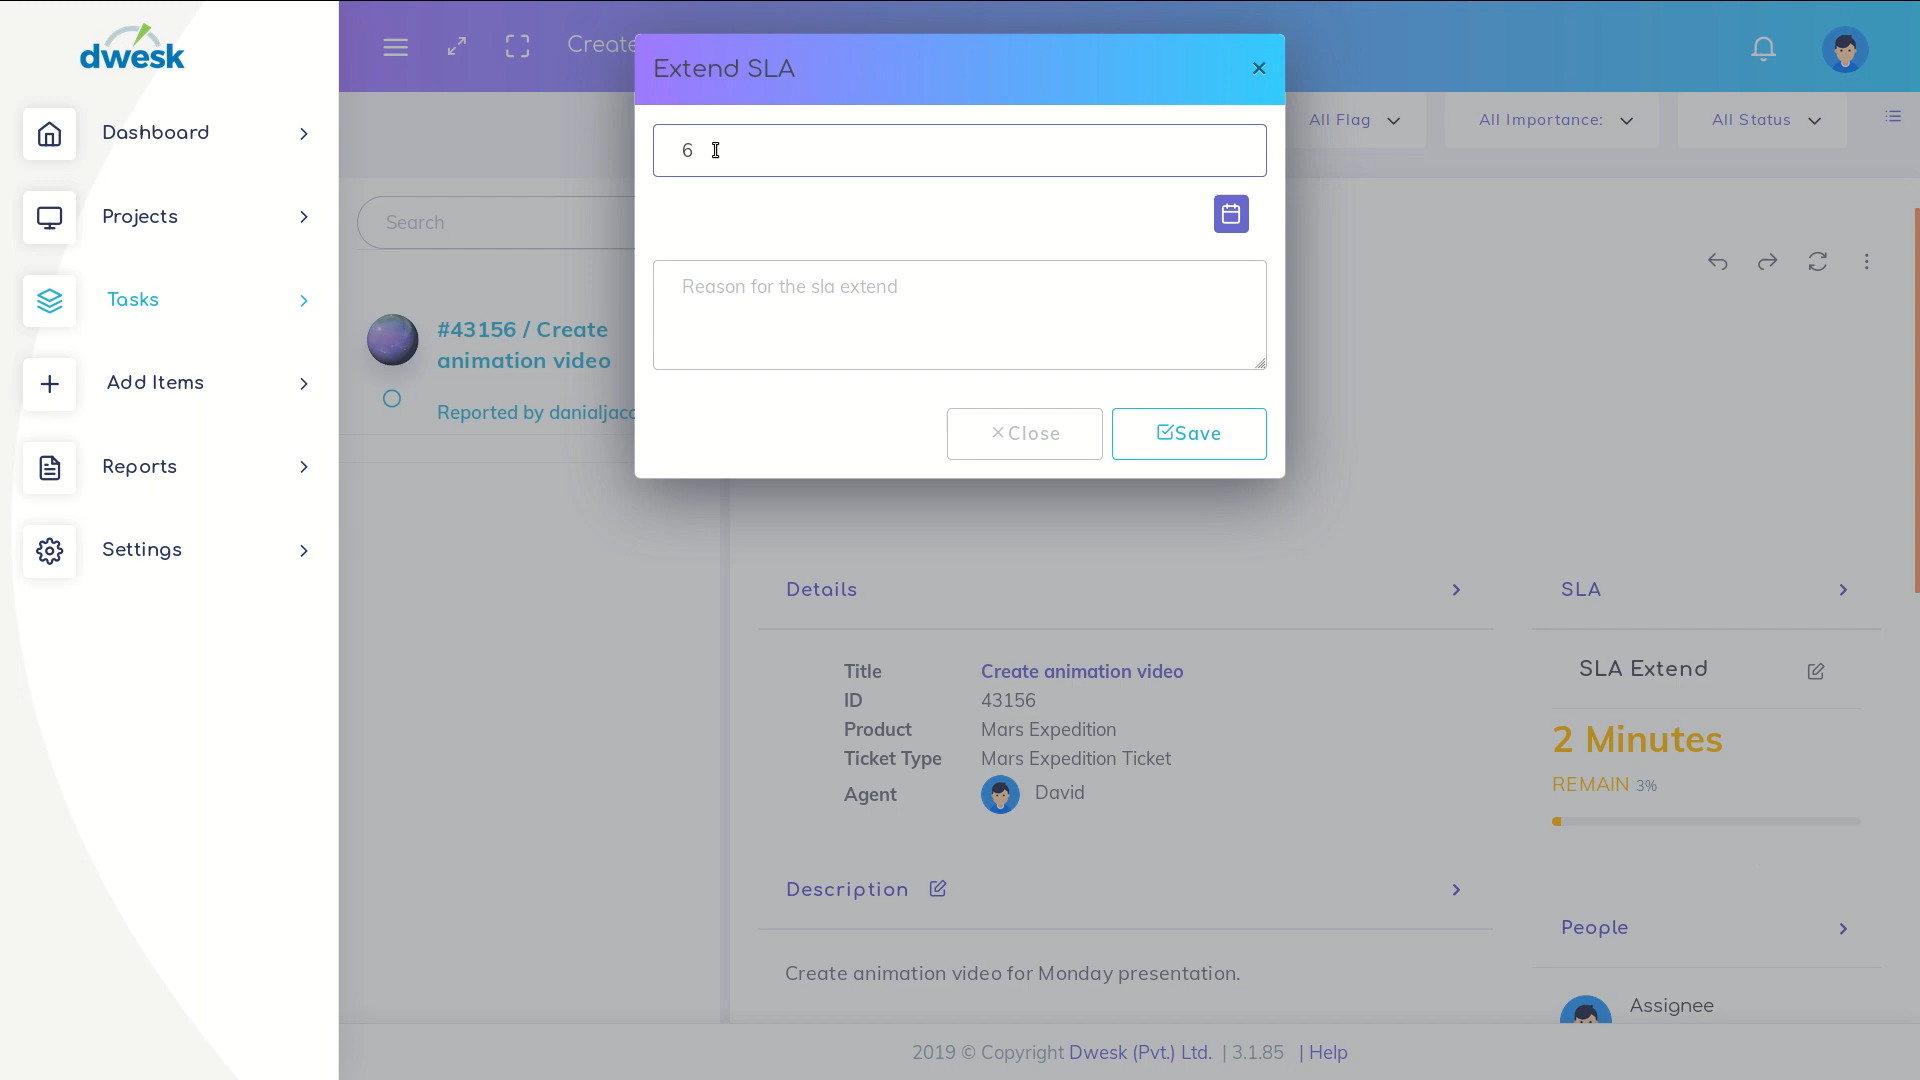 dwesk
Dashboard
Projects
Tasks
Add Items
Reports
Settings
Create
All Flag
All Importance:
All Status
Search
#43156 / Create
animation video
Reported by danialjac
Extend SLA
6
Reason for the sla extend
Close
Save
Details
Title Create animation video
ID 43156
Product Mars Expedition
Ticket Type Mars Expedition Ticket
Agent David
Description
Create animation video for Monday presentation.
SLA
SLA Extend
2 Minutes
REMAIN 3%
People
Assignee
2019 © Copyright Dwesk (Pvt.) Ltd. | 3.1.85 | Help